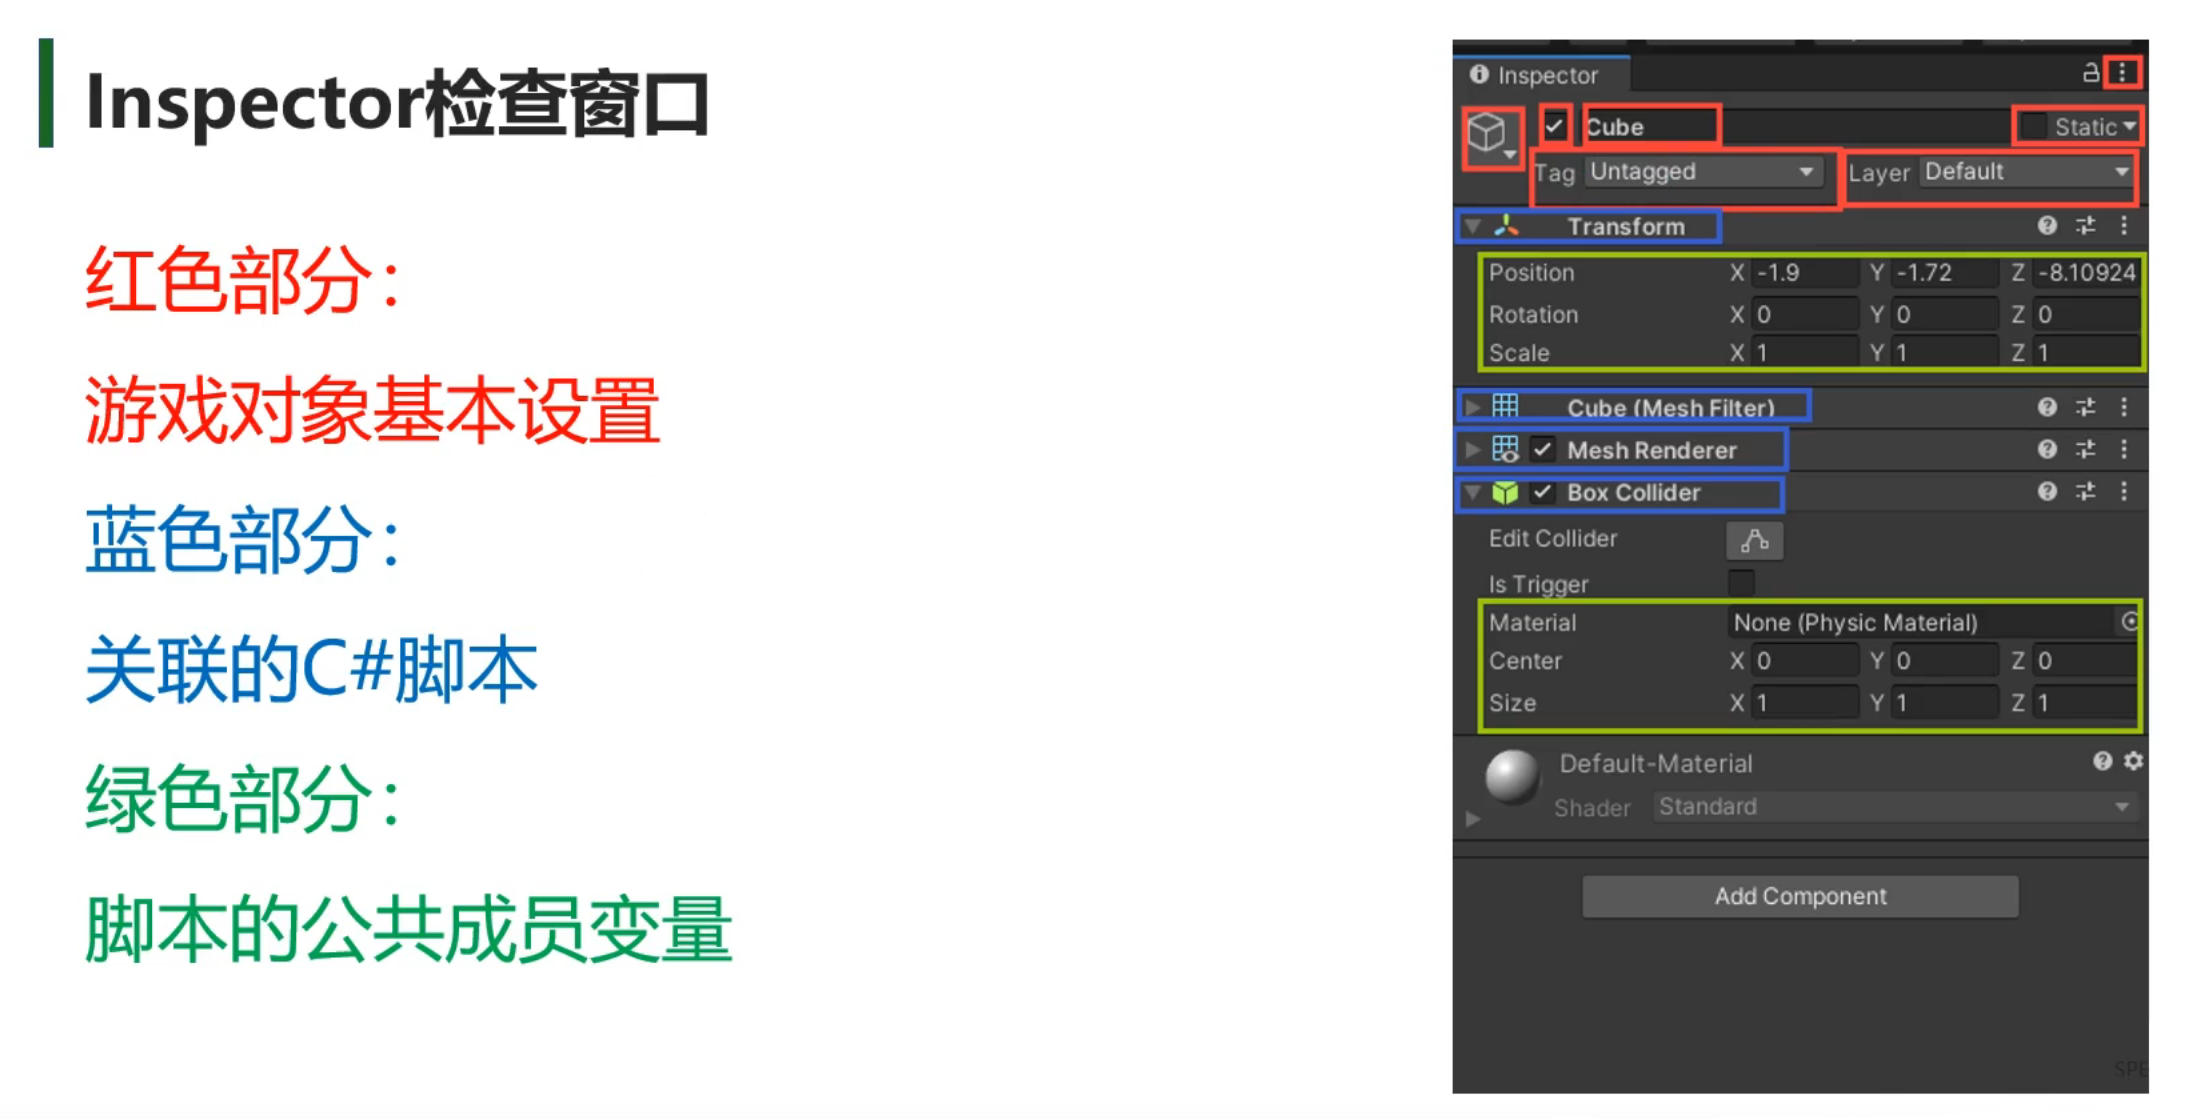 Inspector检查窗口
红色部分：
游戏对象基本设置
蓝色部分：
关联的C#脚本
绿色部分：
脚本的公共成员变量
Inspector
Cube Static
Tag Untagged Layer Default
Transform
Position X -1.9 Y -1.72 Z -8.10924
Rotation X 0 Y 0 Z 0
Scale X 1 Y 1 Z 1
Cube (Mesh Filter)
Mesh Renderer
Box Collider
Edit Collider
Is Trigger
Material None (Physic Material)
Center X 0 Y 0 Z 0
Size X 1 Y 1 Z 1
Default-Material
Shader Standard
Add Component